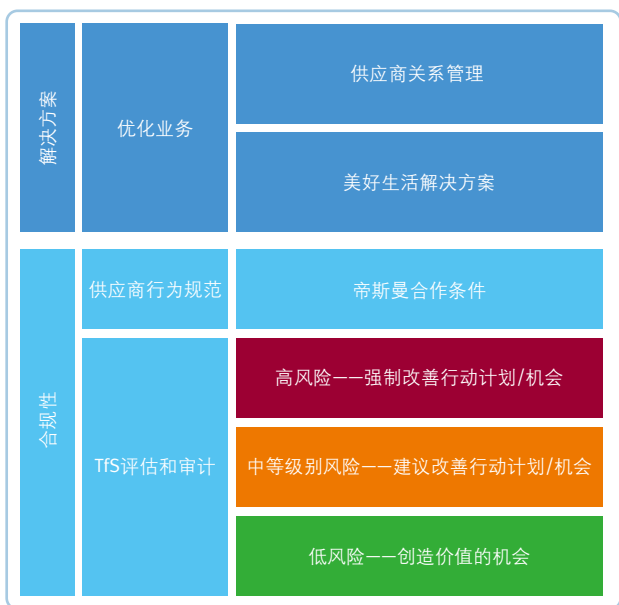 解决方案
优化业务
供应商关系管理
美好生活解决方案
合规性
供应商行为规范
帝斯曼合作条件
TfS评估和审计
高风险——强制改善行动计划/机会
中等级别风险——建议改善行动计划/机会
低风险——创造价值的机会